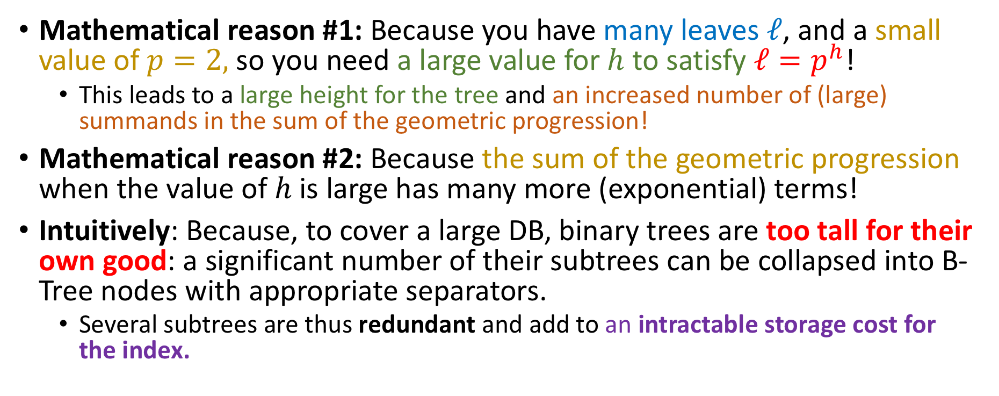 • Mathematical reason #1: Because you have many leaves ℓ, and a small
value of p = 2, so you need a large value for h to satisfy ℓ = p^h!
• This leads to a large height for the tree and an increased number of (large)
summands in the sum of the geometric progression!
• Mathematical reason #2: Because the sum of the geometric progression
when the value of h is large has many more (exponential) terms!
• Intuitively: Because, to cover a large DB, binary trees are too tall for their
own good: a significant number of their subtrees can be collapsed into B-
Tree nodes with appropriate separators.
• Several subtrees are thus redundant and add to an intractable storage cost for
the index.